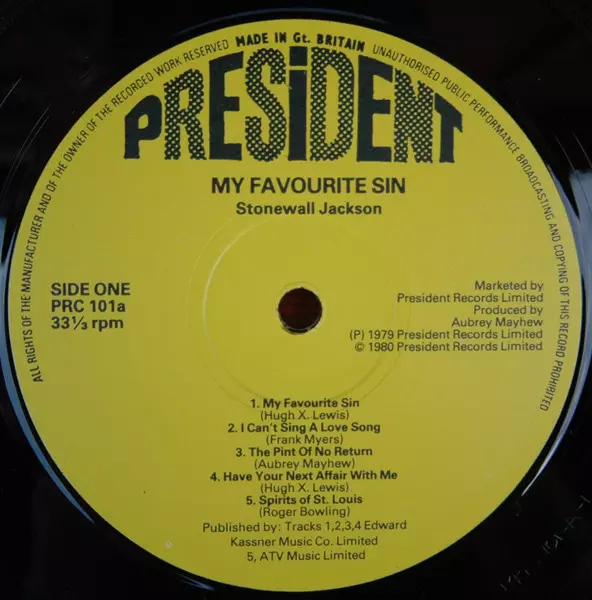 ALL RIGHTS OF THE MANUFACTURER AND OF THE OWNER OF THE RECORDED WORK RESERVED MADE IN Gt. BRITAIN UNAUTHORISED PUBLIC PERFORMANCE BROADCASTING AND COPYING OF THIS RECORD PROHIBITED
PRESiDENT
MY FAVOURITE SIN
Stonewall Jackson
SIDE ONE
PRC 101a
33⅓ rpm
Marketed by
President Records Limited
Produced by
Aubrey Mayhew
(P) 1979 President Records Limited
© 1980 President Records Limited
1. My Favourite Sin
(Hugh X. Lewis)
2. I Can't Sing A Love Song
(Frank Myers)
3. The Pint Of No Return
(Aubrey Mayhew)
4. Have Your Next Affair With Me
(Hugh X. Lewis)
5. Spirits of St. Louis
(Roger Bowling)
Published by: Tracks 1,2,3,4 Edward
Kassner Music Co. Limited
5, ATV Music Limited